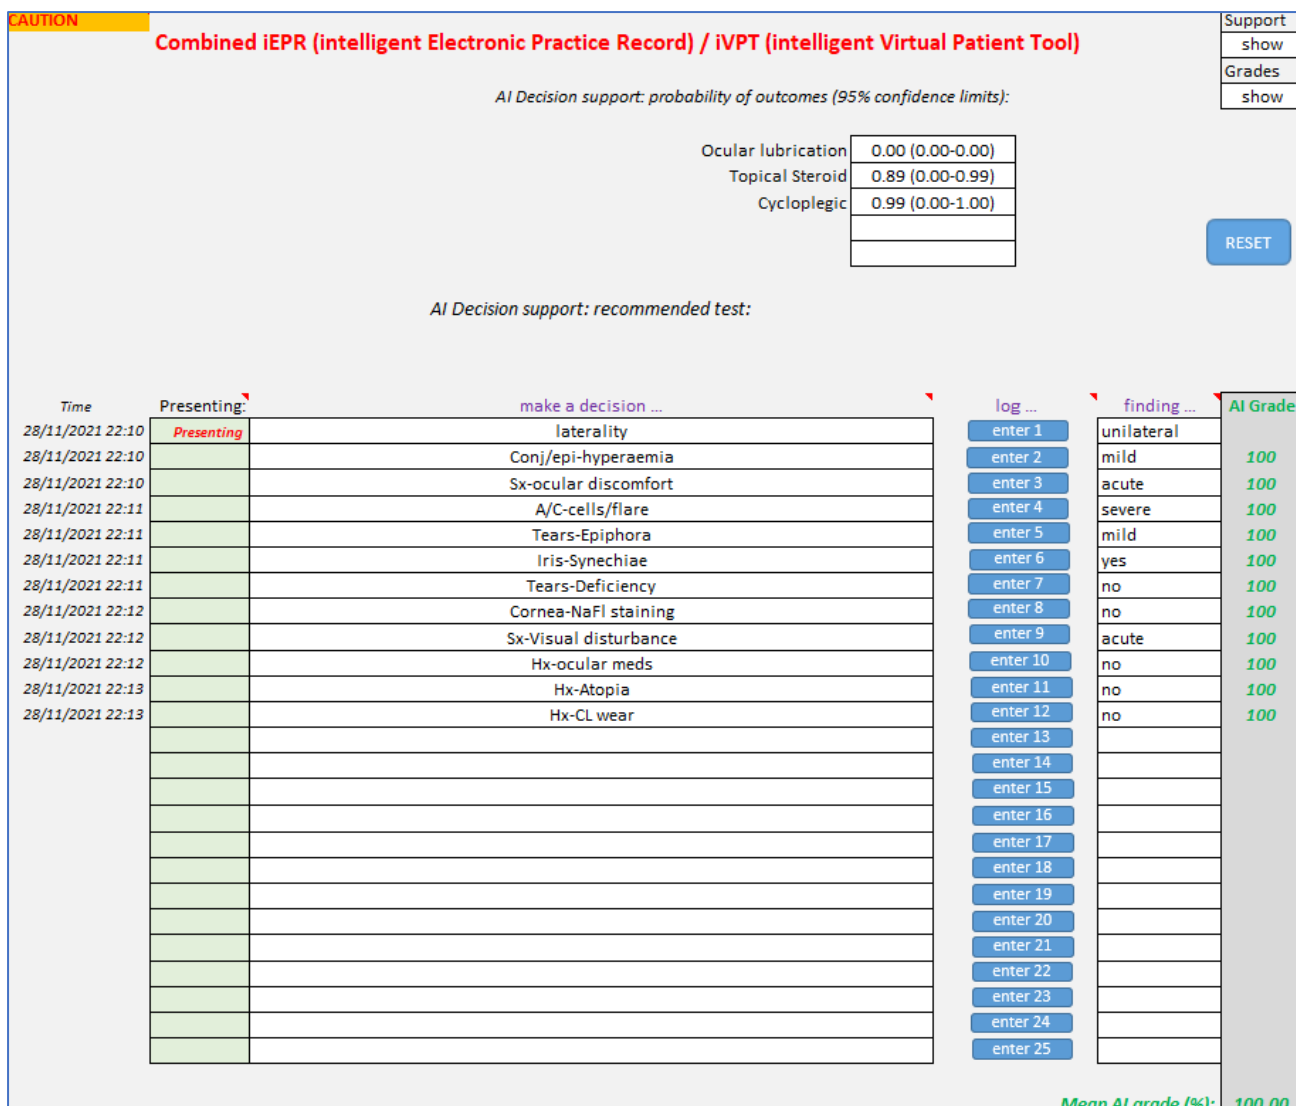 CAUTION
Support
Combined iEPR (intelligent Electronic Practice Record) / iVPT (intelligent Virtual Patient Tool)
show
Grades
AI Decision support: probability of outcomes (95% confidence limits):
show
Ocular lubrication 0.00 (0.00-0.00)
Topical Steroid 0.89 (0.00-0.99)
Cycloplegic 0.99 (0.00-1.00)
RESET
AI Decision support: recommended test:
Time Presenting: make a decision ... log ... finding ... AI Grade
28/11/2021 22:10 Presenting laterality enter 1 unilateral
28/11/2021 22:10 Conj/epi-hyperaemia enter 2 mild 100
28/11/2021 22:10 Sx-ocular discomfort enter 3 acute 100
28/11/2021 22:11 A/C-cells/flare enter 4 severe 100
28/11/2021 22:11 Tears-Epiphora enter 5 mild 100
28/11/2021 22:11 Iris-Synechiae enter 6 yes 100
28/11/2021 22:11 Tears-Deficiency enter 7 no 100
28/11/2021 22:12 Cornea-NaFl staining enter 8 no 100
28/11/2021 22:12 Sx-Visual disturbance enter 9 acute 100
28/11/2021 22:12 Hx-ocular meds enter 10 no 100
28/11/2021 22:13 Hx-Atopia enter 11 no 100
28/11/2021 22:13 Hx-CL wear enter 12 no 100
enter 13
enter 14
enter 15
enter 16
enter 17
enter 18
enter 19
enter 20
enter 21
enter 22
enter 23
enter 24
enter 25
Mean AI grade (%): 100.00